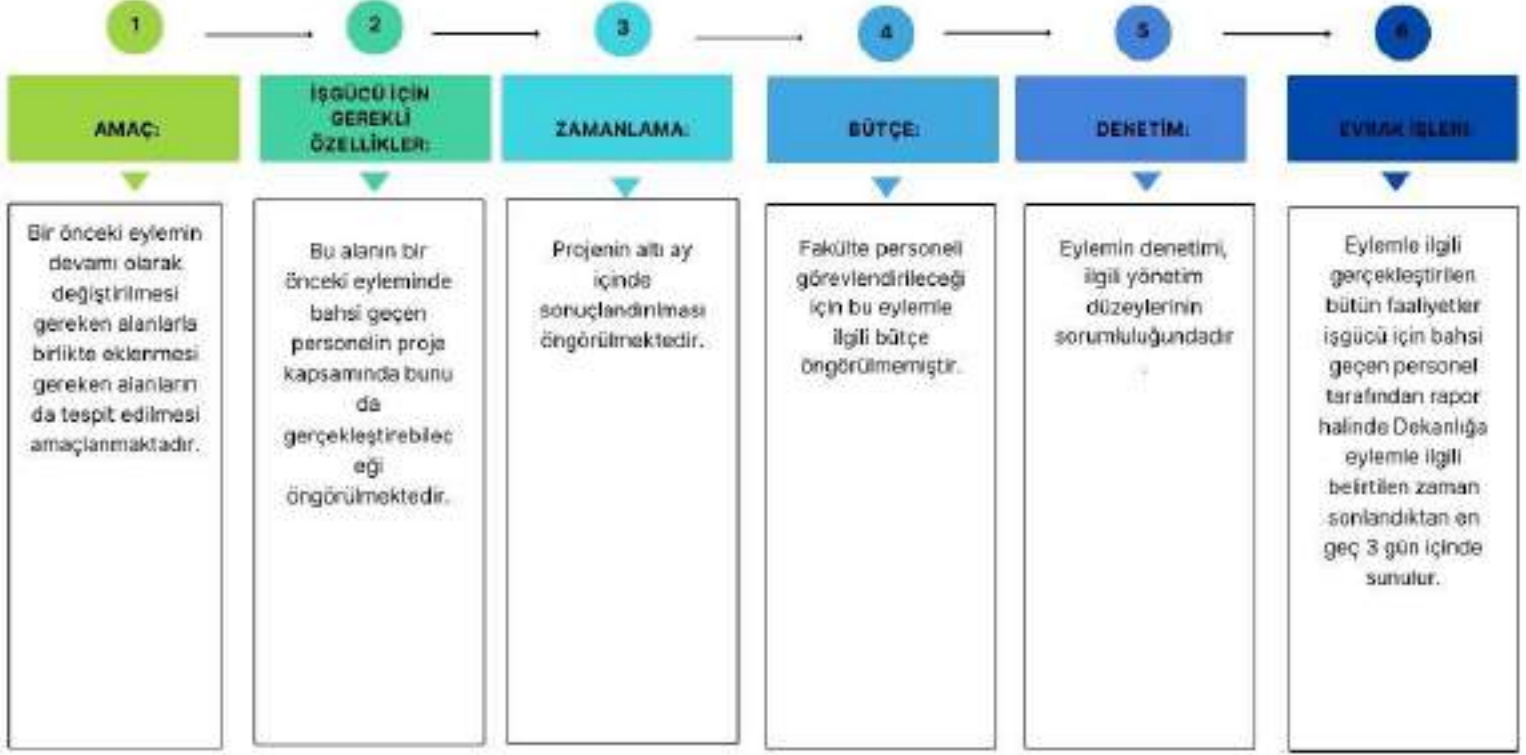 1
2
3
4
5
6
AMAÇ:
İŞGÜCÜ İÇİN
GEREKLİ
ÖZELLİKLER:
ZAMANLAMA:
BÜTÇE:
DENETİM:
EVRAK İŞLERİ:
Bir önceki eylemin
devamı olarak
değiştirilmesi
gereken alanlarla
birlikte eklenmesi
gereken alanların
da tespit edilmesi
amaçlanmaktadır.
Bu alanın bir
önceki eyleminde
bahsi geçen
personelin proje
kapsamında bunu
da
gerçekleştirebilec
eği
öngörülmektedir.
Projenin altı ay
içinde
sonuçlandırılması
öngörülmektedir.
Fakülte personeli
görevlendirileceği
için bu eylemle
ilgili bütçe
öngörülmemiştir.
Eylemin denetimi,
ilgili yönetim
düzeylerinin
sorumluluğundadır
.
Eylemle ilgili
gerçekleştirilen
bütün faaliyetler
işgücü için bahsi
geçen personel
tarafından rapor
halinde Dekanlığa
eylemle ilgili
belirtilen zaman
sonlandıktan en
geç 3 gün içinde
sunulur.